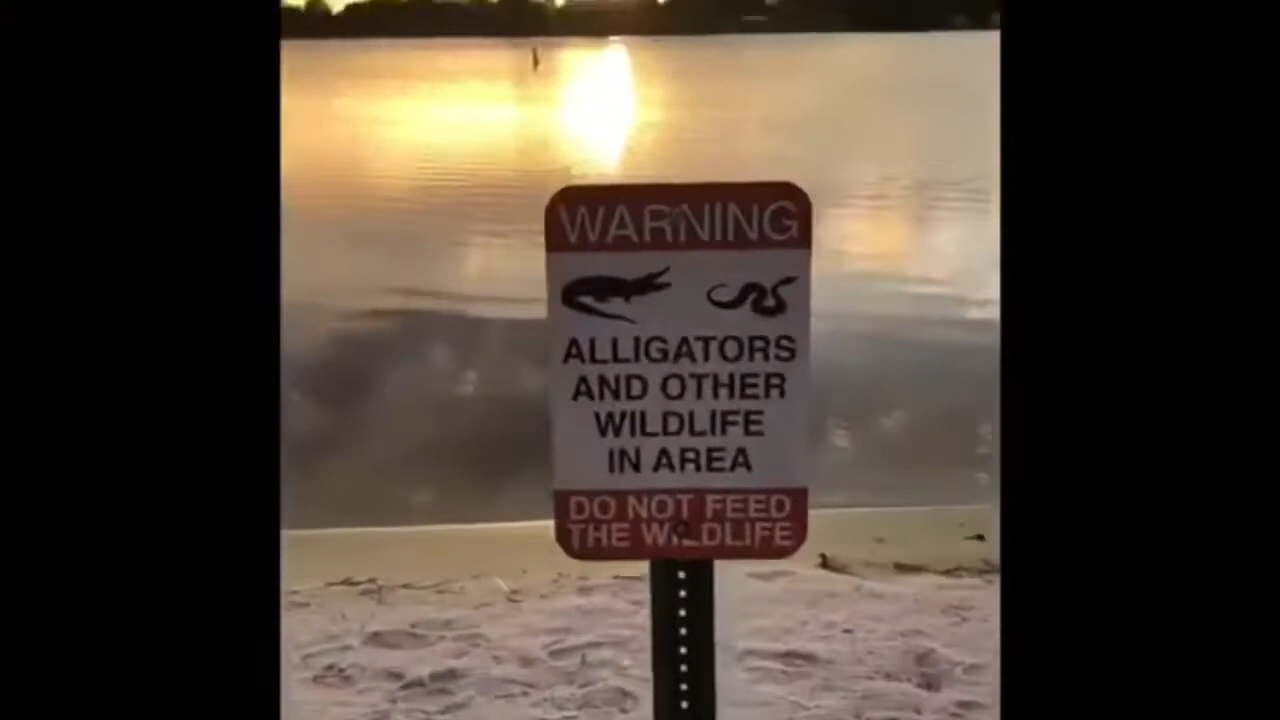 WARNING
ALLIGATORS
AND OTHER
WILDLIFE
IN AREA
DO NOT FEED
THE WILDLIFE